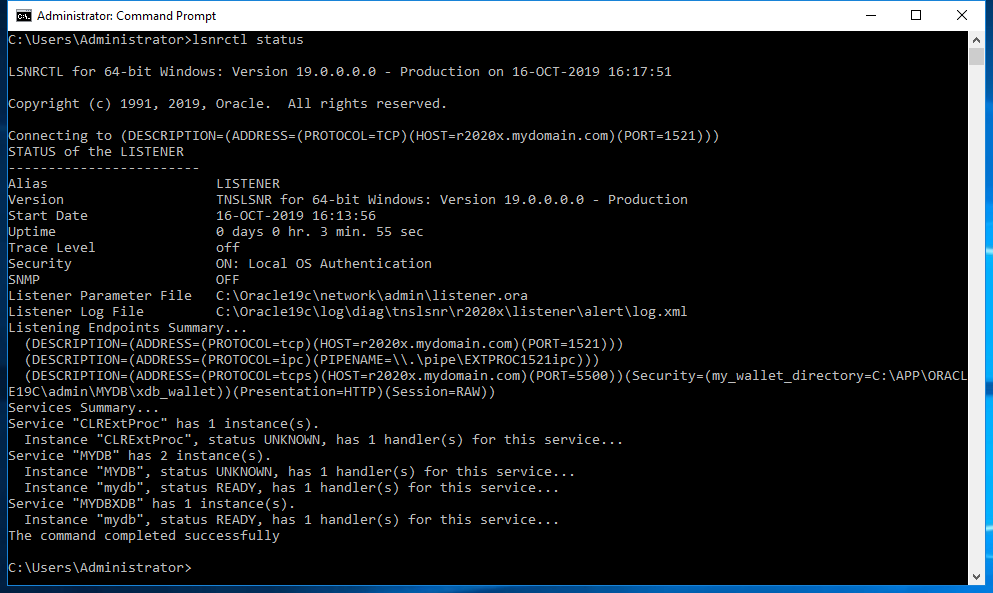 Administrator: Command Prompt
C:\Users\Administrator>lsnrctl status
LSNRCTL for 64-bit Windows: Version 19.0.0.0.0 - Production on 16-OCT-2019 16:17:51
Copyright (c) 1991, 2019, Oracle.  All rights reserved.
Connecting to (DESCRIPTION=(ADDRESS=(PROTOCOL=TCP)(HOST=r2020x.mydomain.com)(PORT=1521)))
STATUS of the LISTENER
------------------------
Alias                     LISTENER
Version                   TNSLSNR for 64-bit Windows: Version 19.0.0.0.0 - Production
Start Date                16-OCT-2019 16:13:56
Uptime                    0 days 0 hr. 3 min. 55 sec
Trace Level               off
Security                  ON: Local OS Authentication
SNMP                      OFF
Listener Parameter File   C:\Oracle19c\network\admin\listener.ora
Listener Log File         C:\Oracle19c\log\diag\tnslsnr\r2020x\listener\alert\log.xml
Listening Endpoints Summary...
  (DESCRIPTION=(ADDRESS=(PROTOCOL=tcp)(HOST=r2020x.mydomain.com)(PORT=1521)))
  (DESCRIPTION=(ADDRESS=(PROTOCOL=ipc)(PIPENAME=\\.\pipe\EXTPROC1521ipc)))
  (DESCRIPTION=(ADDRESS=(PROTOCOL=tcps)(HOST=r2020x.mydomain.com)(PORT=5500))(Security=(my_wallet_directory=C:\APP\ORACL
E19C\admin\MYDB\xdb_wallet))(Presentation=HTTP)(Session=RAW))
Services Summary...
Service "CLRExtProc" has 1 instance(s).
  Instance "CLRExtProc", status UNKNOWN, has 1 handler(s) for this service...
Service "MYDB" has 2 instance(s).
  Instance "MYDB", status UNKNOWN, has 1 handler(s) for this service...
  Instance "mydb", status READY, has 1 handler(s) for this service...
Service "MYDBXDB" has 1 instance(s).
  Instance "mydb", status READY, has 1 handler(s) for this service...
The command completed successfully
C:\Users\Administrator>